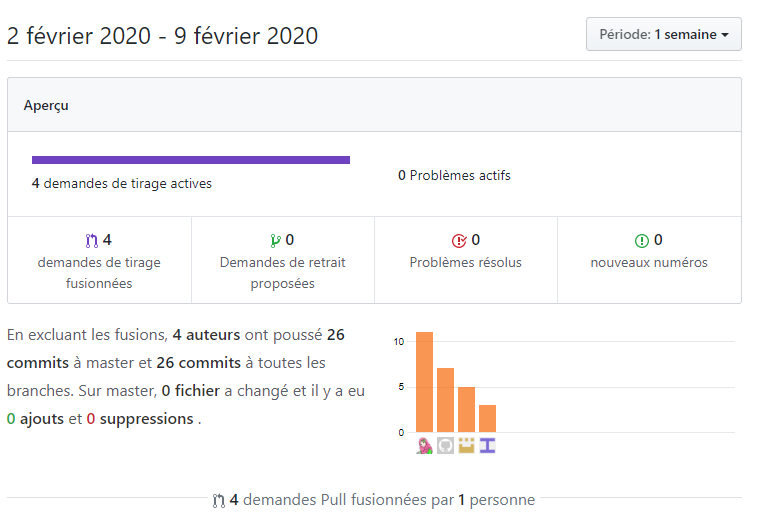 2 février 2020 - 9 février 2020
Période: 1 semaine
Aperçu
4 demandes de tirage actives
0 Problèmes actifs
4
demandes de tirage
fusionnées
0
Demandes de retrait
proposées
0
Problèmes résolus
0
nouveaux numéros
En excluant les fusions, 4 auteurs ont poussé 26
commits à master et 26 commits à toutes les
branches. Sur master, 0 fichier a changé et il y a eu
0 ajouts et 0 suppressions .
10
5
0
4 demandes Pull fusionnées par 1 personne